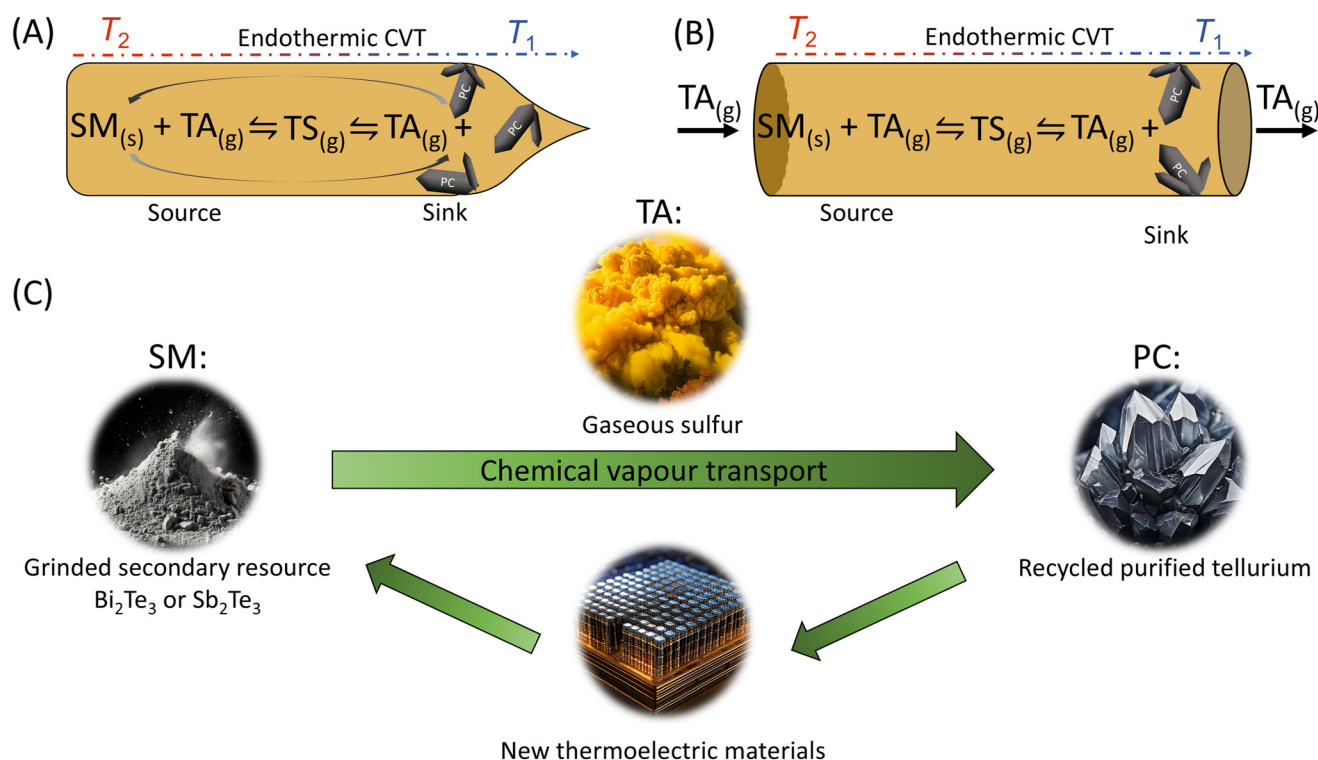 (A)
T₂
Endothermic CVT
T₁
PC
PC
PC
SM₍s₎ + TA₍g₎ ⇋ TS₍g₎ ⇋ TA₍g₎ +
Source
Sink
(B)
T₂
Endothermic CVT
T₁
TA(g)
PC
PC
SM(s) + TA(g) ⇋ TS(g) ⇋ TA(g) +
TA(g)
Source
Sink
(C)
TA:
Gaseous sulfur
SM:
PC:
Chemical vapour transport
Grinded secondary resource
Bi₂Te₃ or Sb₂Te₃
Recycled purified tellurium
New thermoelectric materials